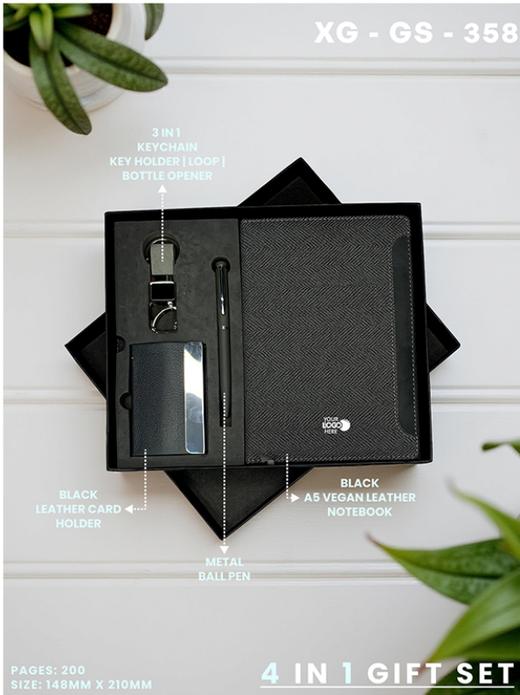 XG - GS - 358
3 IN 1
KEYCHAIN
KEY HOLDER | LOOP |
BOTTLE OPENER
YOUR
LOGO
HERE
BLACK
LEATHER CARD
HOLDER
BLACK
A5 VEGAN LEATHER
NOTEBOOK
METAL
BALL PEN
PAGES: 200
SIZE: 148MM X 210MM
4 IN 1 GIFT SET